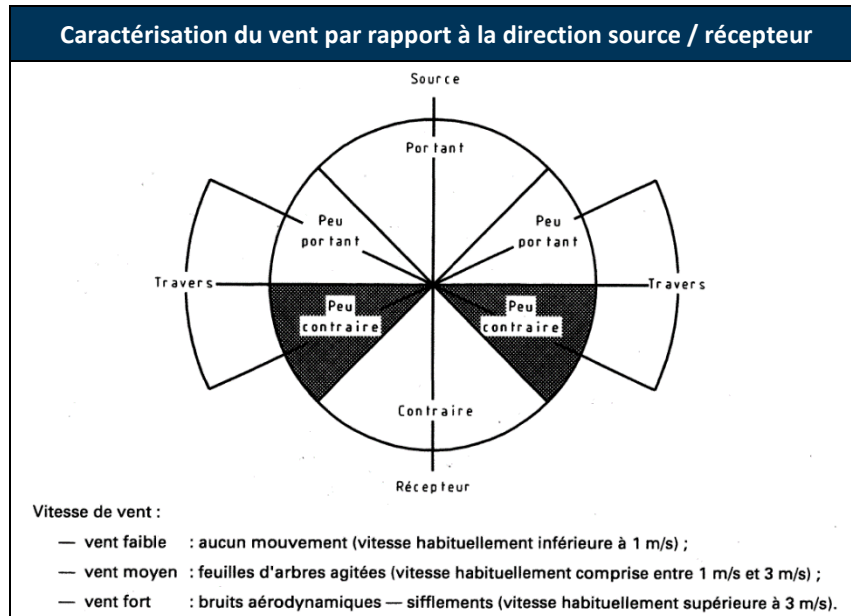 Caractérisation du vent par rapport à la direction source / récepteur
Source
Portant
Peu
portant
Peu
portant
Travers
Travers
Peu
contraire
Peu
contraire
Contraire
Récepteur
Vitesse de vent :
— vent faible : aucun mouvement (vitesse habituellement inférieure à 1 m/s) ;
— vent moyen : feuilles d'arbres agitées (vitesse habituellement comprise entre 1 m/s et 3 m/s) ;
— vent fort : bruits aérodynamiques — sifflements (vitesse habituellement supérieure à 3 m/s).